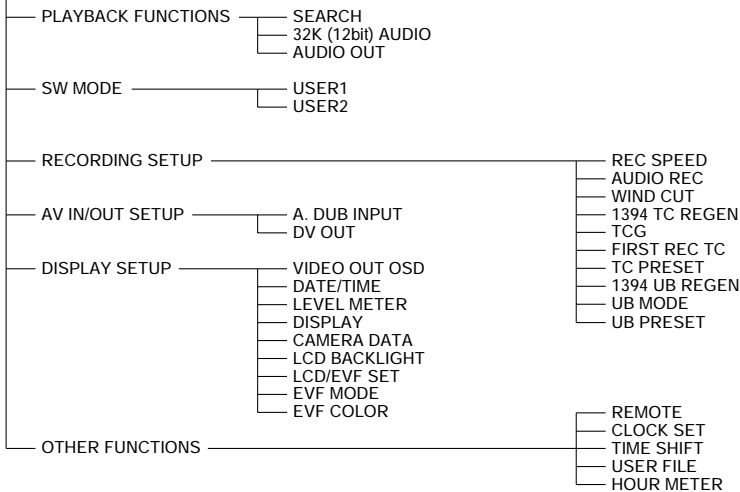 PLAYBACK FUNCTIONS
SEARCH
32K (12bit) AUDIO
AUDIO OUT
SW MODE
USER1
USER2
RECORDING SETUP
REC SPEED
AUDIO REC
WIND CUT
1394 TC REGEN
TCG
FIRST REC TC
TC PRESET
1394 UB REGEN
UB MODE
UB PRESET
AV IN/OUT SETUP
A. DUB INPUT
DV OUT
DISPLAY SETUP
VIDEO OUT OSD
DATE/TIME
LEVEL METER
DISPLAY
CAMERA DATA
LCD BACKLIGHT
LCD/EVF SET
EVF MODE
EVF COLOR
OTHER FUNCTIONS
REMOTE
CLOCK SET
TIME SHIFT
USER FILE
HOUR METER